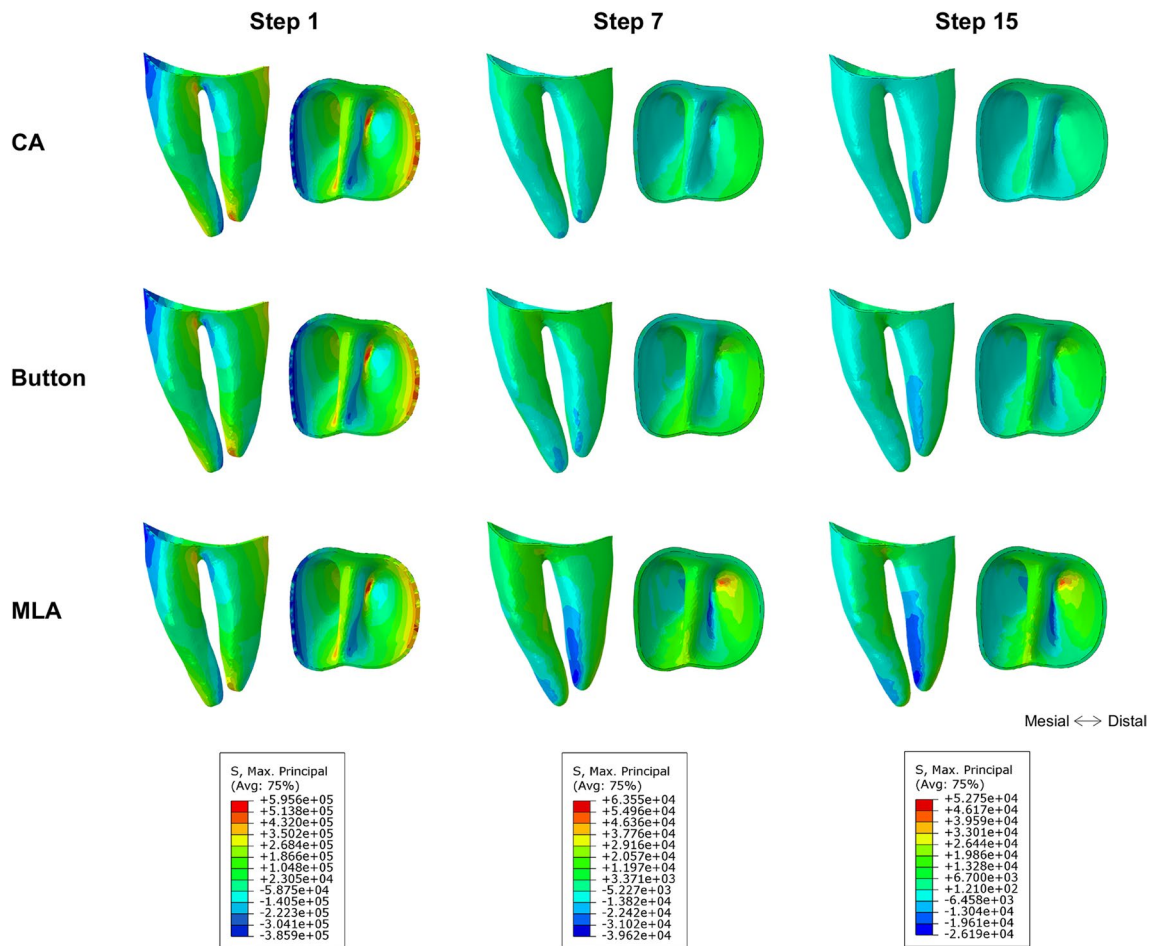 Step 1
Step 7
Step 15
CA
Button
MLA
Mesial ↔ Distal
S, Max. Principal
(Avg: 75%)
+5.956e+05
+5.138e+05
+4.320e+05
+3.502e+05
+2.684e+05
+1.866e+05
+1.048e+05
+2.305e+04
-5.875e+04
-1.405e+05
-2.223e+05
-3.041e+05
-3.859e+05
S, Max. Principal
(Avg: 75%)
+6.355e+04
+5.496e+04
+4.636e+04
+3.776e+04
+2.916e+04
+2.057e+04
+1.197e+04
+3.371e+03
-5.227e+03
-1.382e+04
-2.242e+04
-3.102e+04
-3.962e+04
S, Max. Principal
(Avg: 75%)
+5.275e+04
+4.617e+04
+3.959e+04
+3.301e+04
+2.644e+04
+1.986e+04
+1.328e+04
+6.700e+03
+1.210e+02
-6.458e+03
-1.304e+04
-1.961e+04
-2.619e+04